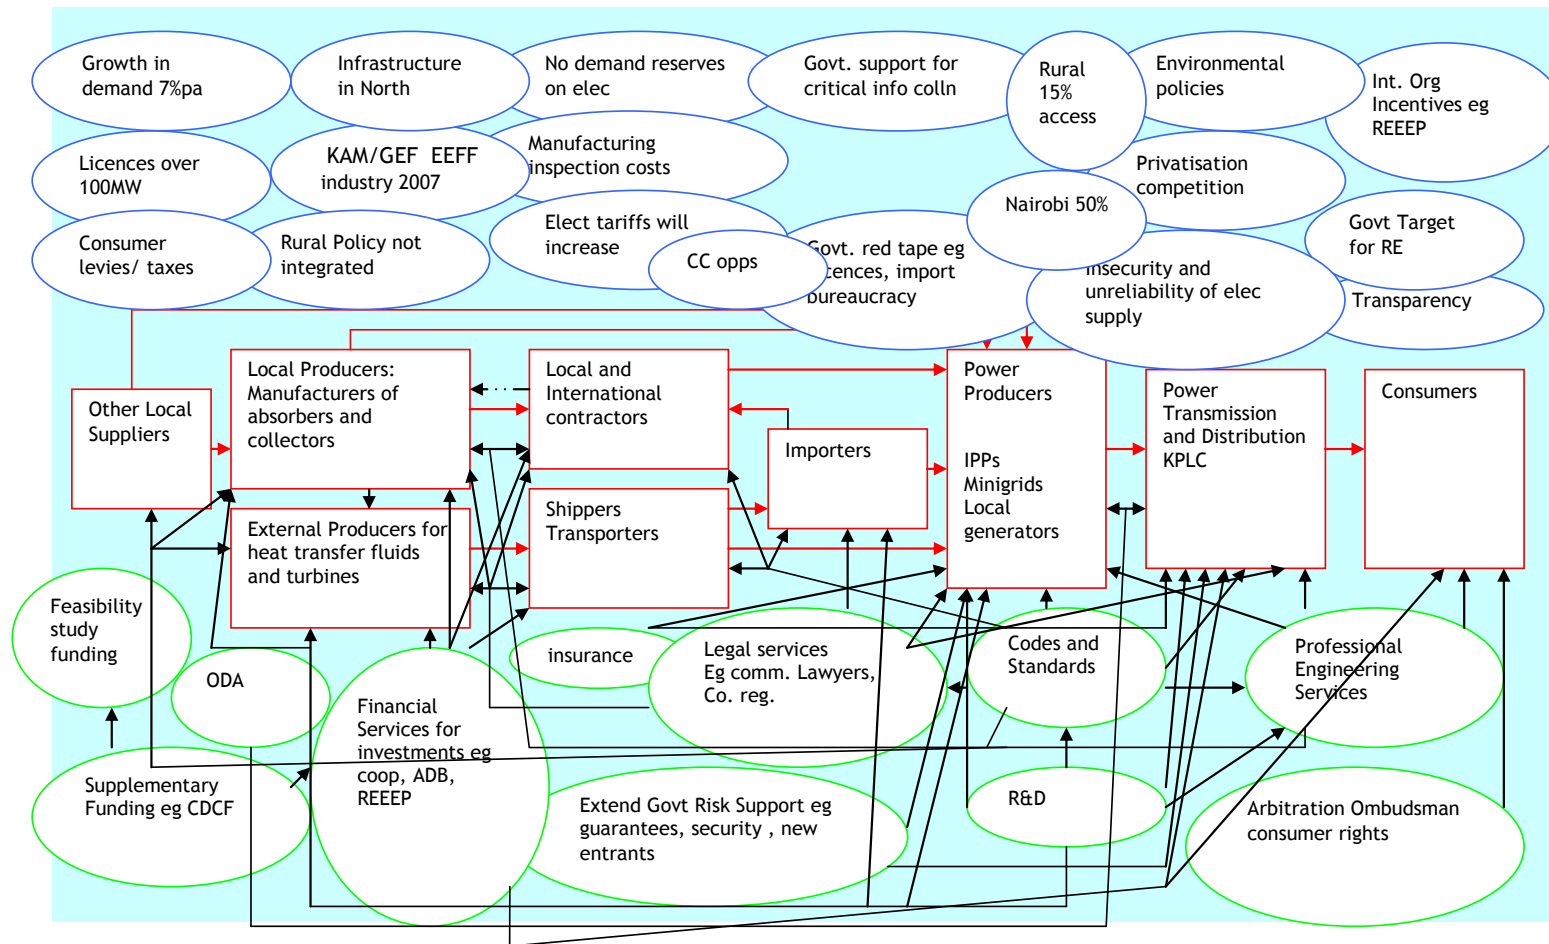 Growth in
demand 7%pa
Infrastructure
in North
No demand reserves
on elec
Govt. support for
critical info colln
Rural
15%
access
Environmental
policies
Int. Org
Incentives eg
REEEP
Licences over
100MW
KAM/GEF EEFF
industry 2007
Manufacturing
inspection costs
Privatisation
competition
Consumer
levies/ taxes
Rural Policy not
integrated
Elect tariffs will
increase
CC opps
Govt. red tape eg
cences, import
bureaucracy
Nairobi 50%
Insecurity and
unreliability of elec
supply
Govt Target
for RE
Transparency
Other Local
Suppliers
Local Producers:
Manufacturers of
absorbers and
collectors
Local and
International
contractors
Importers
Power
Producers
IPPs
Minigrids
Local
generators
Power
Transmission
and Distribution
KPLC
Consumers
External Producers for
heat transfer fluids
and turbines
Shippers
Transporters
Feasibility
study
funding
ODA
Financial
Services for
investments eg
coop, ADB,
REEEP
insurance
Legal services
Eg comm. Lawyers,
Co. reg.
Codes and
Standards
Professional
Engineering
Services
Supplementary
Funding eg CDCF
Extend Govt Risk Support eg
guarantees, security , new
entrants
R&D
Arbitration Ombudsman
consumer rights